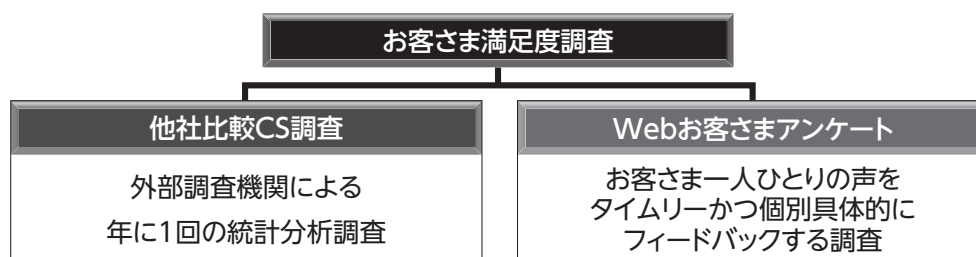 お客さま満足度調査
他社比較CS調査
外部調査機関による
年に1回の統計分析調査
Webお客さまアンケート
お客さま一人ひとりの声を
タイムリーかつ個別具体的に
フィードバックする調査